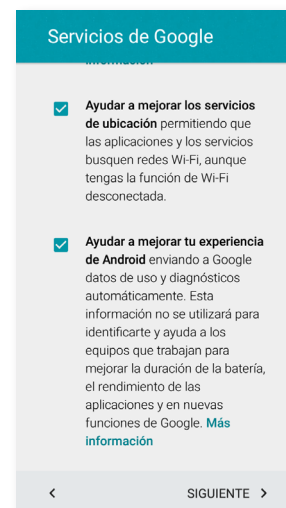 Servicios de Google
información
Ayudar a mejorar los servicios
de ubicación permitiendo que
las aplicaciones y los servicios
busquen redes Wi-Fi, aunque
tengas la función de Wi-Fi
desconectada.
Ayudar a mejorar tu experiencia
de Android enviando a Google
datos de uso y diagnósticos
automáticamente. Esta
información no se utilizará para
identificarte y ayuda a los
equipos que trabajan para
mejorar la duración de la batería,
el rendimiento de las
aplicaciones y en nuevas
funciones de Google. Más
información
SIGUIENTE